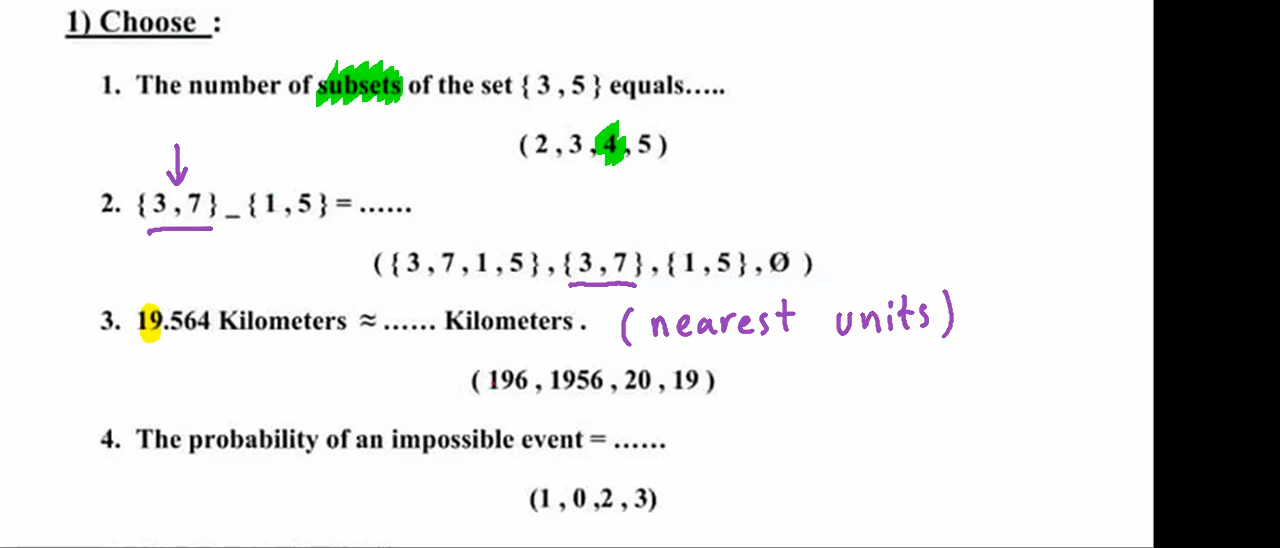 1) Choose :
1. The number of subsets of the set { 3 , 5 } equals.....
( 2 , 3 , 4 , 5 )
2. { 3 , 7 } _ { 1 , 5 } = ......
( { 3 , 7 , 1 , 5 } , { 3 , 7 } , { 1 , 5 } , Ø )
3. 19.564 Kilometers ≈ ...... Kilometers . (nearest units)
( 196 , 1956 , 20 , 19 )
4. The probability of an impossible event = ......
(1 , 0 ,2 , 3)